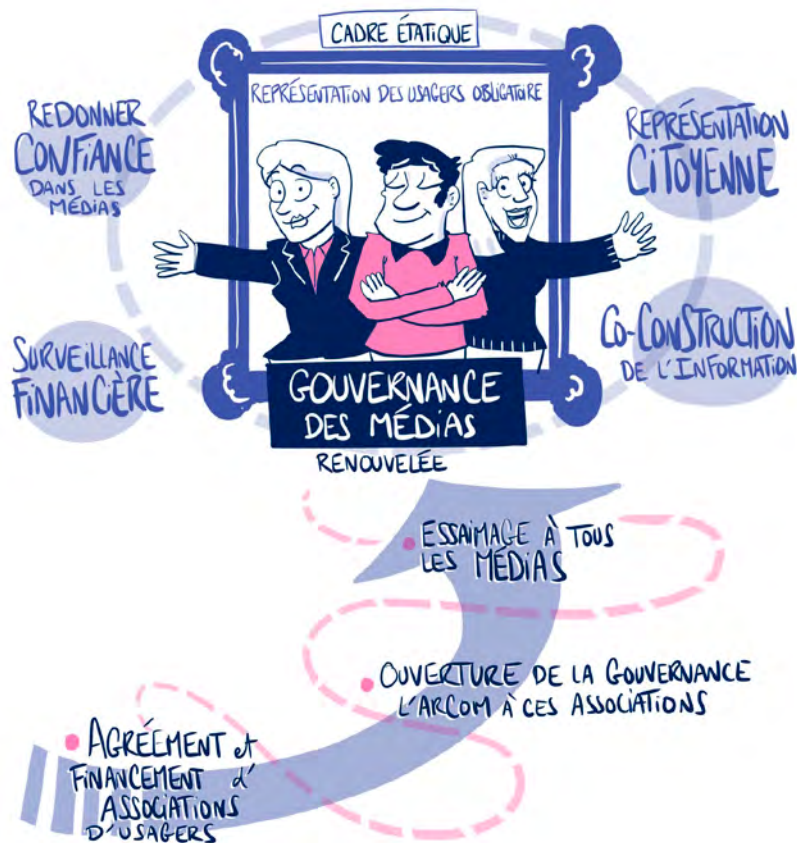 CADRE ÉTATIQUE
REPRÉSENTATION DES USAGERS OBLIGATOIRE
REDONNER
CONFIANCE
DANS LES
MÉDIAS
REPRÉSENTATION
CITOYENNE
SURVEILLANCE
FINANCIÈRE
CO-CONSTRUCTION
DE L'INFORMATION
GOUVERNANCE
DES MÉDIAS
RENOUVELÉE
ESSAIMAGE À TOUS
LES MÉDIAS
OUVERTURE DE LA GOUVERNANCE
L'ARCOM À CES ASSOCIATIONS
AGRÉEMENT et
FINANCEMENT d'
ASSOCIATIONS
D'USAGERS